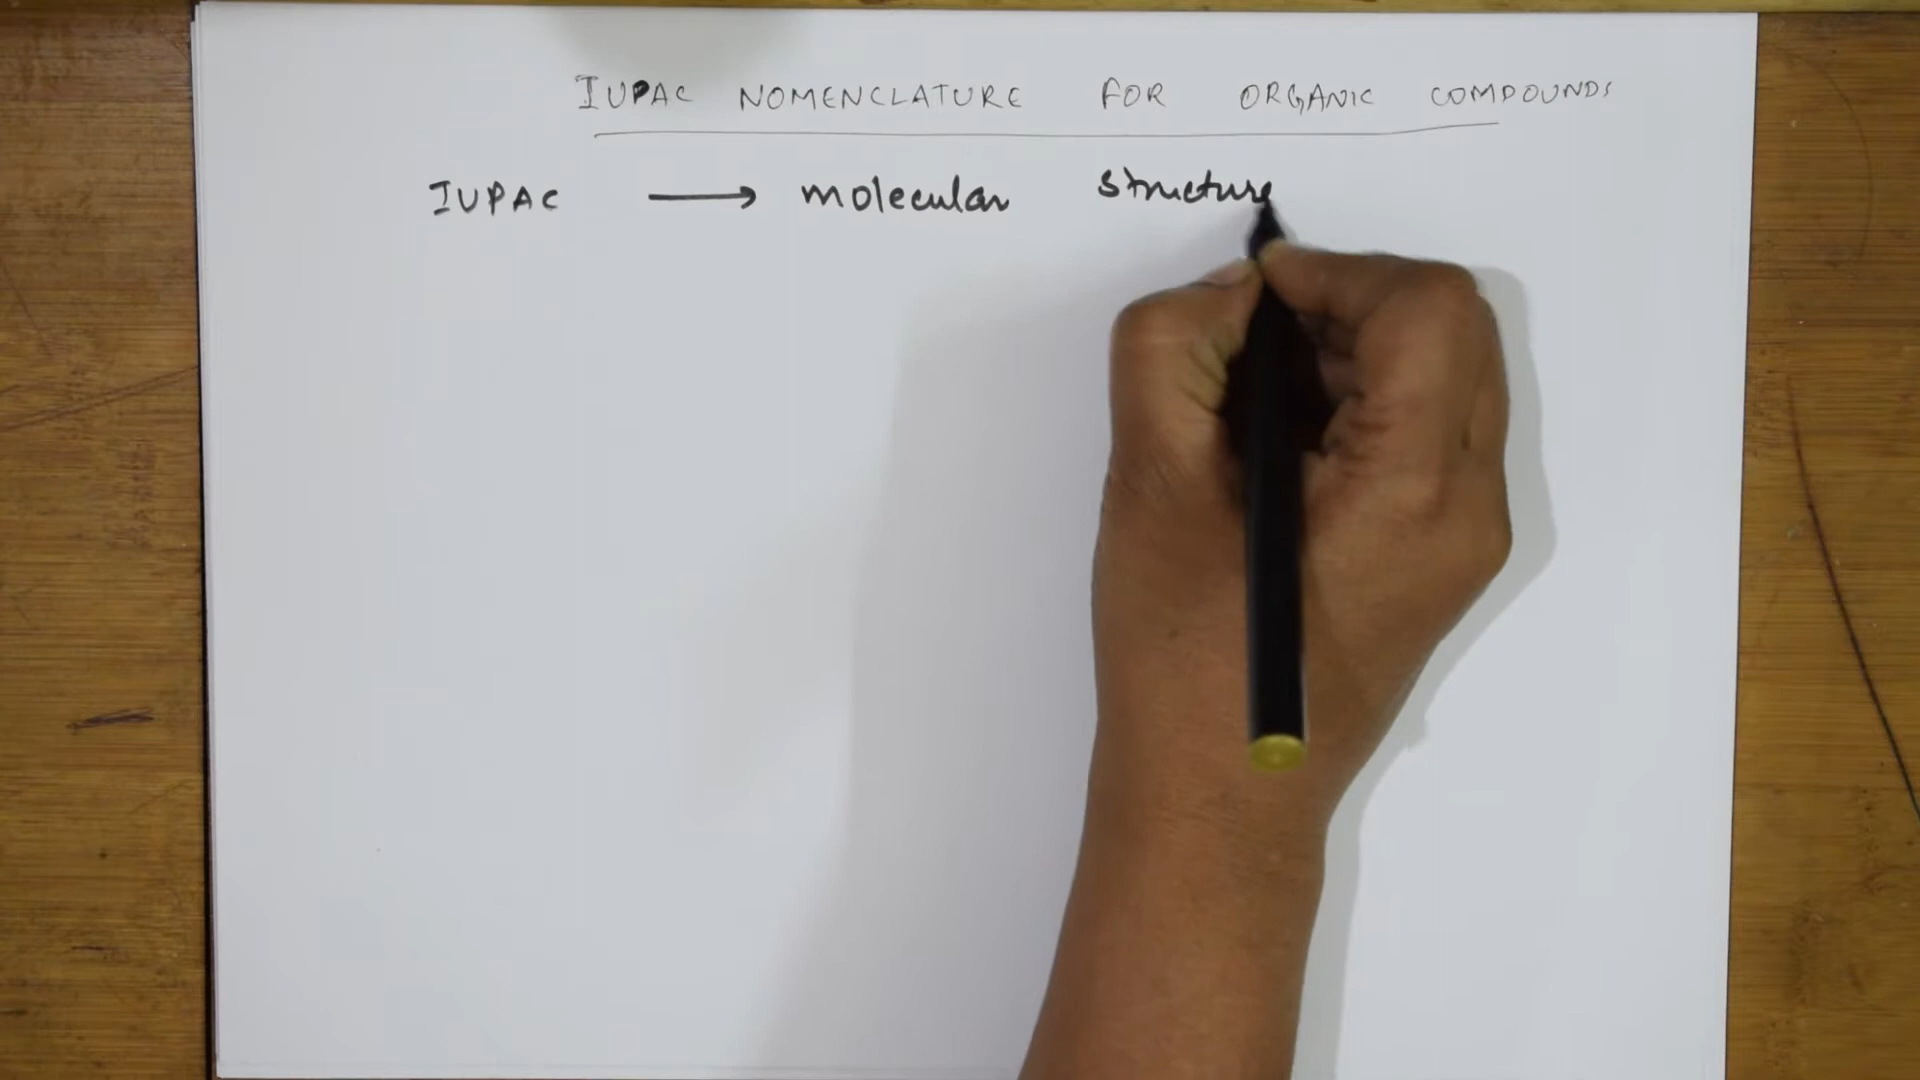 IUPAC NOMENCLATURE FOR ORGANIC COMPOUNDS
IUPAC → molecular structure